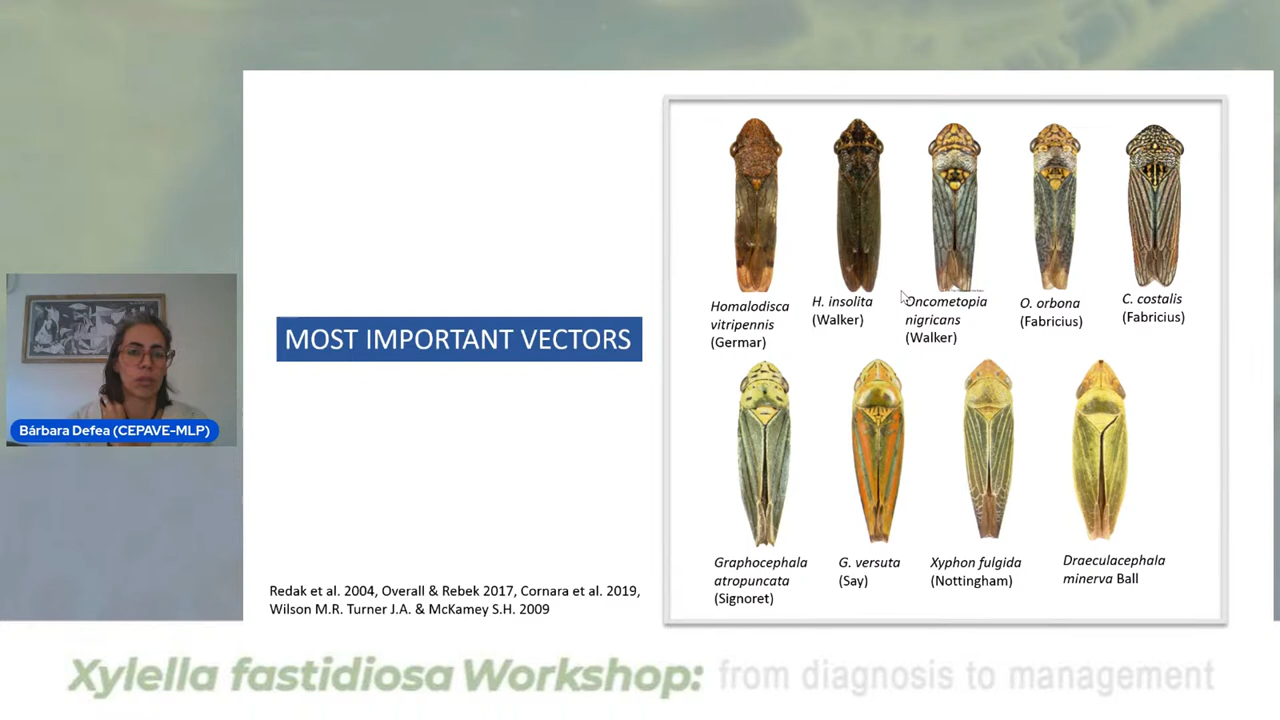 MOST IMPORTANT VECTORS
Bárbara Defea (CEPAVE-MLP)
Redak et al. 2004, Overall & Rebek 2017, Cornara et al. 2019,
Wilson M.R. Turner J.A. & McKamey S.H. 2009
Homalodisca
vitripennis
(Germar)
H. insolita
(Walker)
Oncometopia
nigricans
(Walker)
O. orbona
(Fabricius)
C. costalis
(Fabricius)
Graphocephala
atropuncata
(Signoret)
G. versuta
(Say)
Xyphon fulgida
(Nottingham)
Draeculacephala
minerva Ball
Xylella fastidiosa Workshop: from diagnosis to management